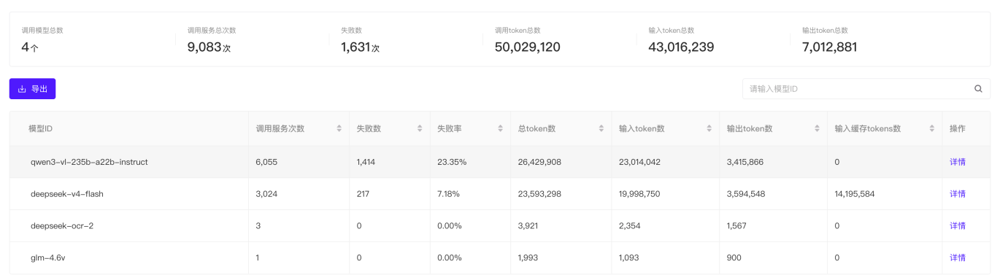 调用模型总数 调用服务总次数 失败数 调用token总数 输入token总数 输出token总数
4个 9,083次 1,631次 50,029,120 43,016,239 7,012,881
导出 请输入模型ID
模型ID 调用服务次数 失败数 失败率 总token数 输入token数 输出token数 输入缓存tokens数 操作
qwen3-vl-235b-a22b-instruct 6,055 1,414 23.35% 26,429,908 23,014,042 3,415,866 0 详情
deepseek-v4-flash 3,024 217 7.18% 23,593,298 19,998,750 3,594,548 14,195,584 详情
deepseek-ocr-2 3 0 0.00% 3,921 2,354 1,567 0 详情
glm-4.6v 1 0 0.00% 1,993 1,093 900 0 详情